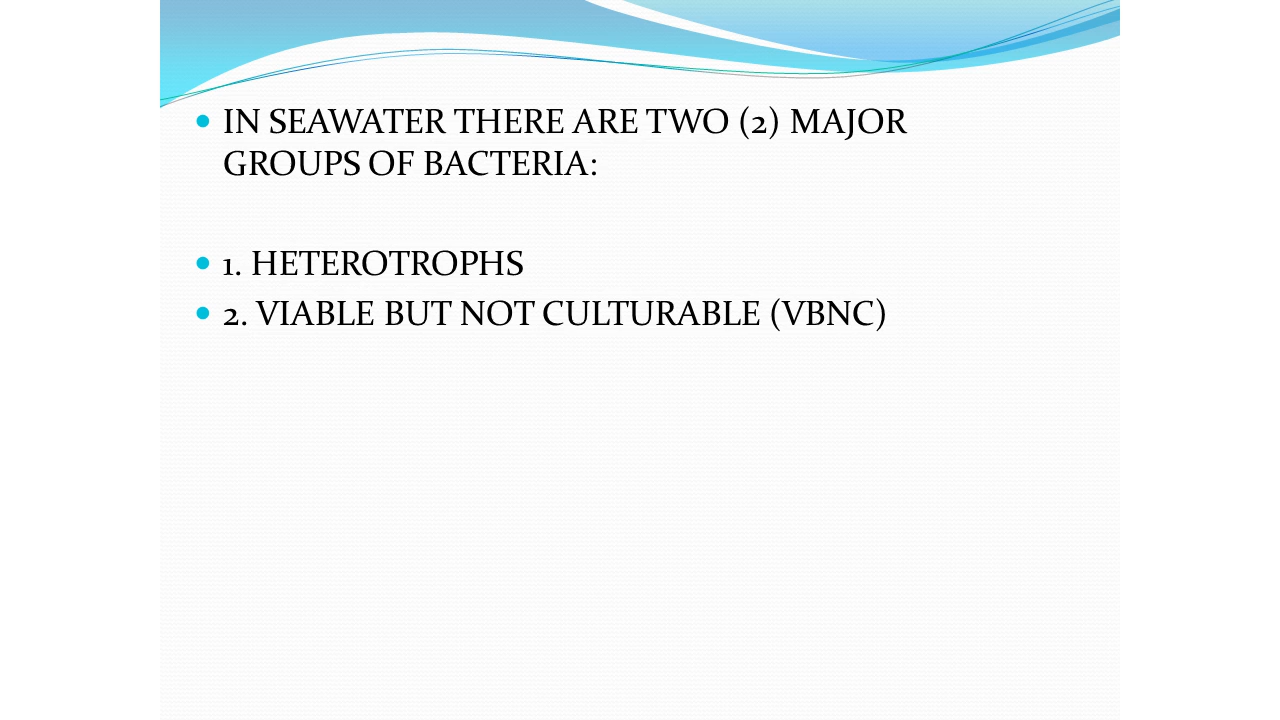 IN SEAWATER THERE ARE TWO (2) MAJOR
GROUPS OF BACTERIA:
1. HETEROTROPHS
2. VIABLE BUT NOT CULTURABLE (VBNC)